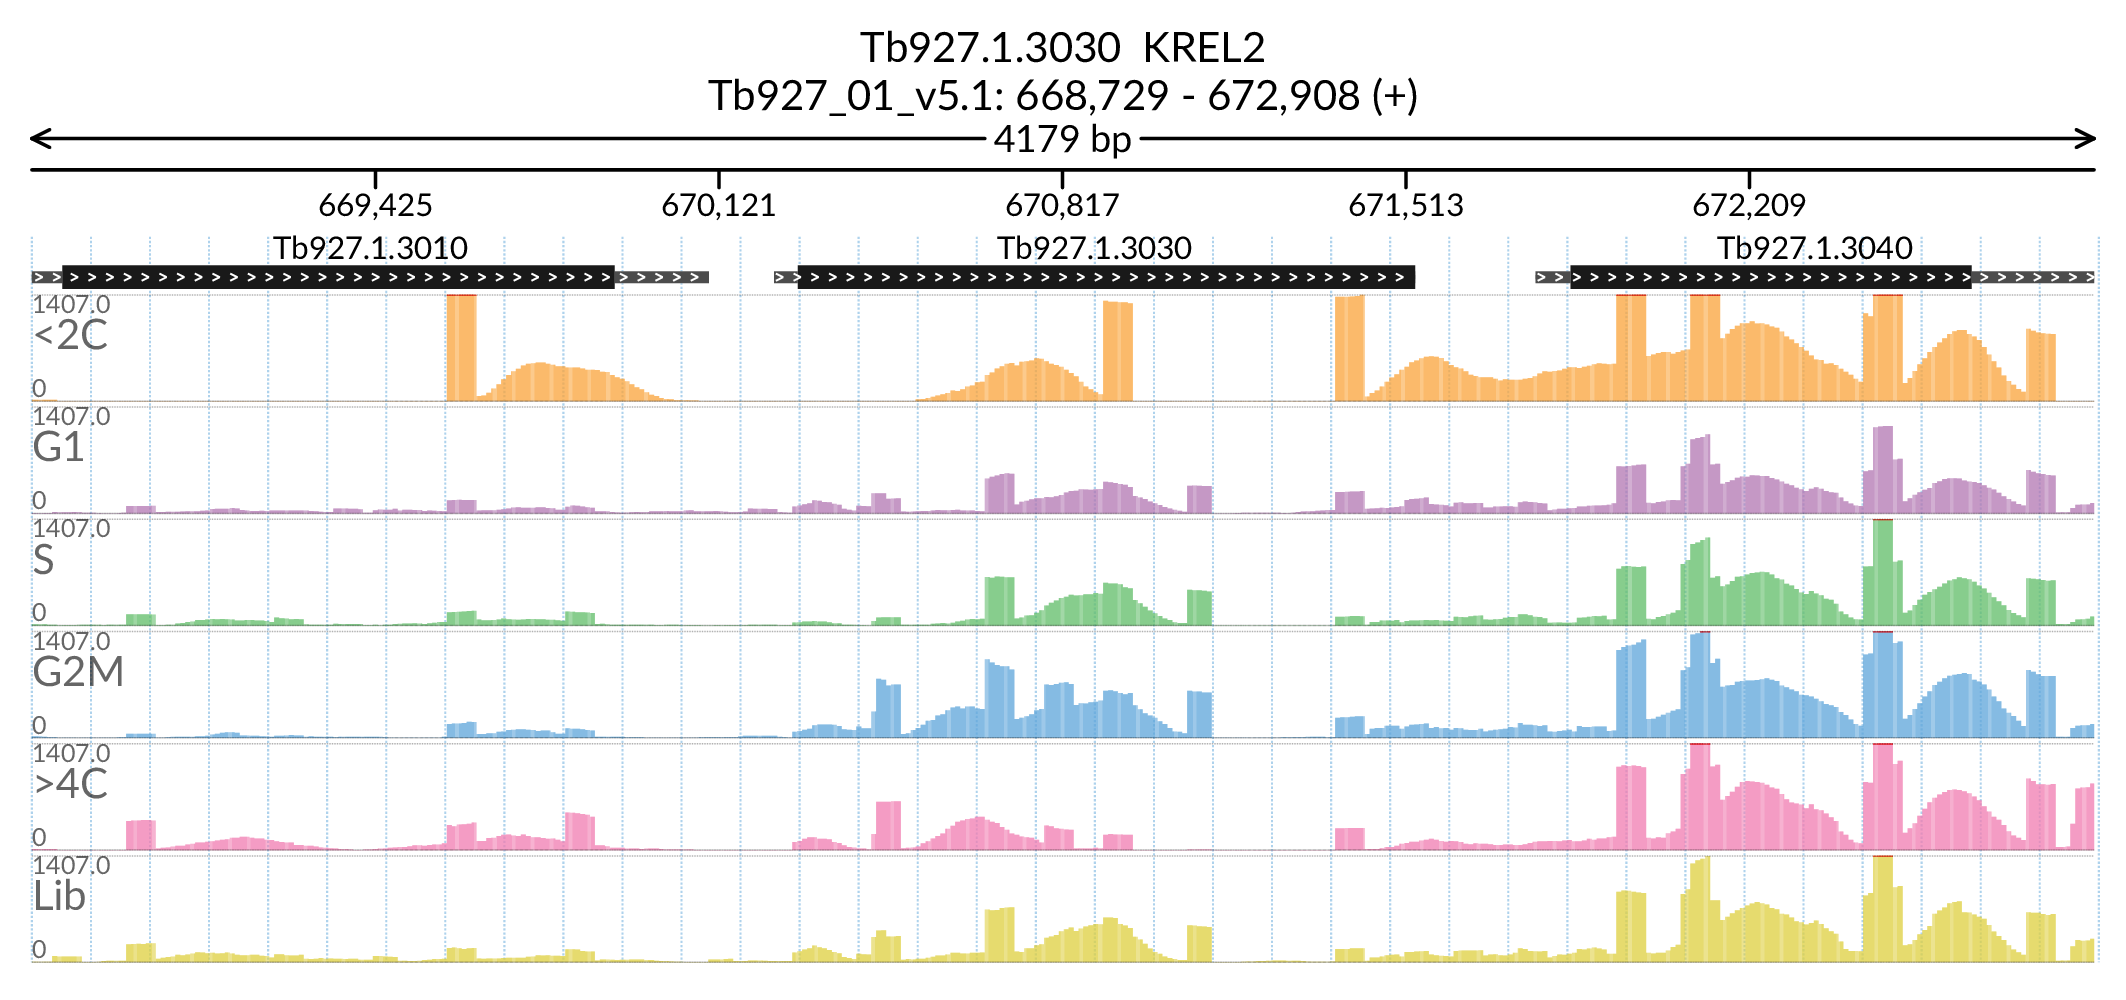 Tb927.1.3030 KREL2
Tb927_01_v5.1: 668,729 - 672,908 (+)
4179 bp
669,425 670,121 670,817 671,513 672,209
Tb927.1.3010 Tb927.1.3030 Tb927.1.3040
1407.0
<2C
0
1407.0
G1
0
1407.0
S
0
1407.0
G2M
0
1407.0
>4C
0
1407.0
Lib
0